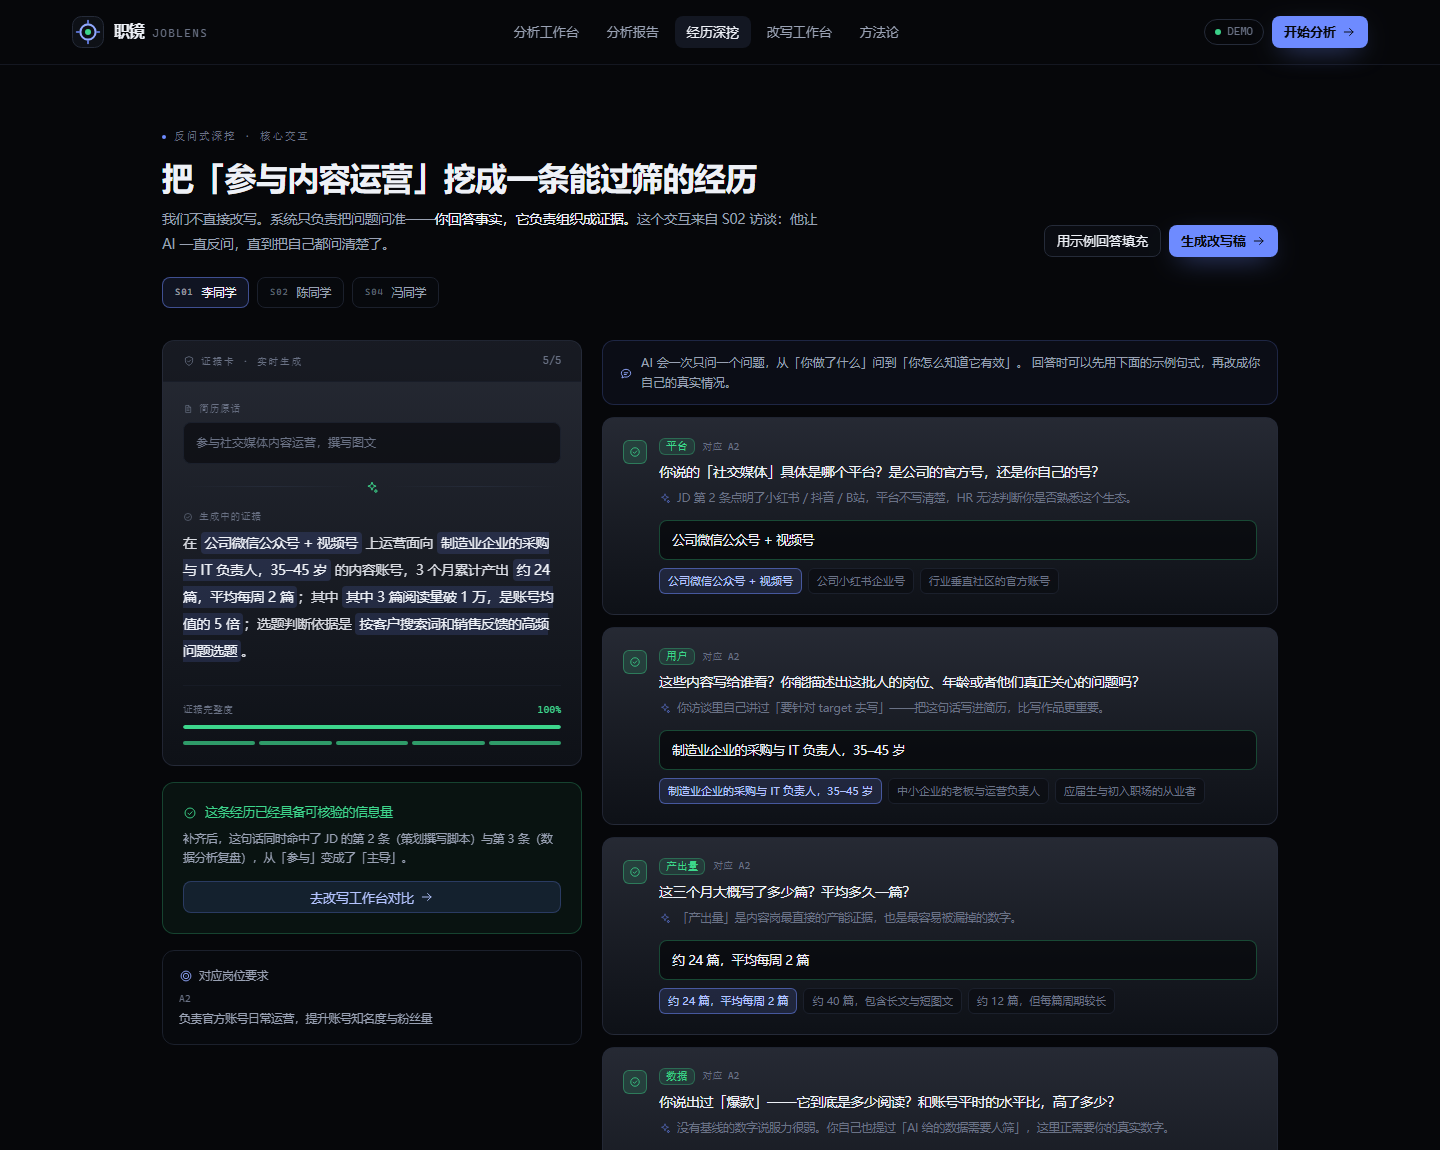 职镜 JOBLENS
分析工作台
分析报告
经历深挖
改写工作台
方法论
DEMO
开始分析 →
反问式深挖 · 核心交互
把「参与内容运营」挖成一条能过筛的经历
我们不直接改写。系统只负责把问题问准——你回答事实，它负责组织成证据。这个交互来自 S02 访谈：他让
AI 一直反问，直到把自己都问清楚了。
用示例回答填充
生成改写稿 →
S01 李同学
S02 陈同学
S04 冯同学
证据卡 · 实时生成
5/5
简历原话
参与社交媒体内容运营，撰写图文
生成中的证据
在 公司微信公众号 + 视频号 上运营面向 制造业企业的采购
与 IT 负责人，35–45 岁 的内容账号，3 个月累计产出 约 24
篇，平均每周 2 篇；其中 其中 3 篇阅读量破 1 万，是账号均
值的 5 倍；选题判断依据是 按客户搜索词和销售反馈的高频
问题选题。
证据完整度
100%
这条经历已经具备可核验的信息量
补齐后，这句话同时命中了 JD 的第 2 条（策划撰写脚本）与第 3 条（数
据分析复盘），从「参与」变成了「主导」。
去改写工作台对比 →
对应岗位要求
A2
负责官方账号日常运营，提升账号知名度与粉丝量
AI 会一次只问一个问题，从「你做了什么」问到「你怎么知道它有效」。回答时可以先用下面的示例句式，再改成你
自己的真实情况。
平台 对应 A2
你说的「社交媒体」具体是哪个平台？是公司的官方号，还是你自己的号？
JD 第 2 条点明了小红书 / 抖音 / B站，平台不写清楚，HR 无法判断你是否熟悉这个生态。
公司微信公众号 + 视频号
公司微信公众号 + 视频号
公司小红书企业号
行业垂直社区的官方账号
用户 对应 A2
这些内容写给谁看？你能描述出这批人的岗位、年龄或者他们真正关心的问题吗？
你访谈里自己讲过「要针对 target 去写」——把这句话写进简历，比写作品更重要。
制造业企业的采购与 IT 负责人，35–45 岁
制造业企业的采购与 IT 负责人，35–45 岁
中小企业的老板与运营负责人
应届生与初入职场的从业者
产出量 对应 A2
这三个月大概写了多少篇？平均多久一篇？
「产出量」是内容岗最直接的产能证据，也是最容易被漏掉的数字。
约 24 篇，平均每周 2 篇
约 24 篇，平均每周 2 篇
约 40 篇，包含长文与短图文
约 12 篇，但每篇周期较长
数据 对应 A2
你说出过「爆款」——它到底是多少阅读？和账号平时的水平比，高了多少？
没有基线的数字说服力很弱。你自己也提过「AI 给的数据需要人筛」，这里正需要你的真实数字。